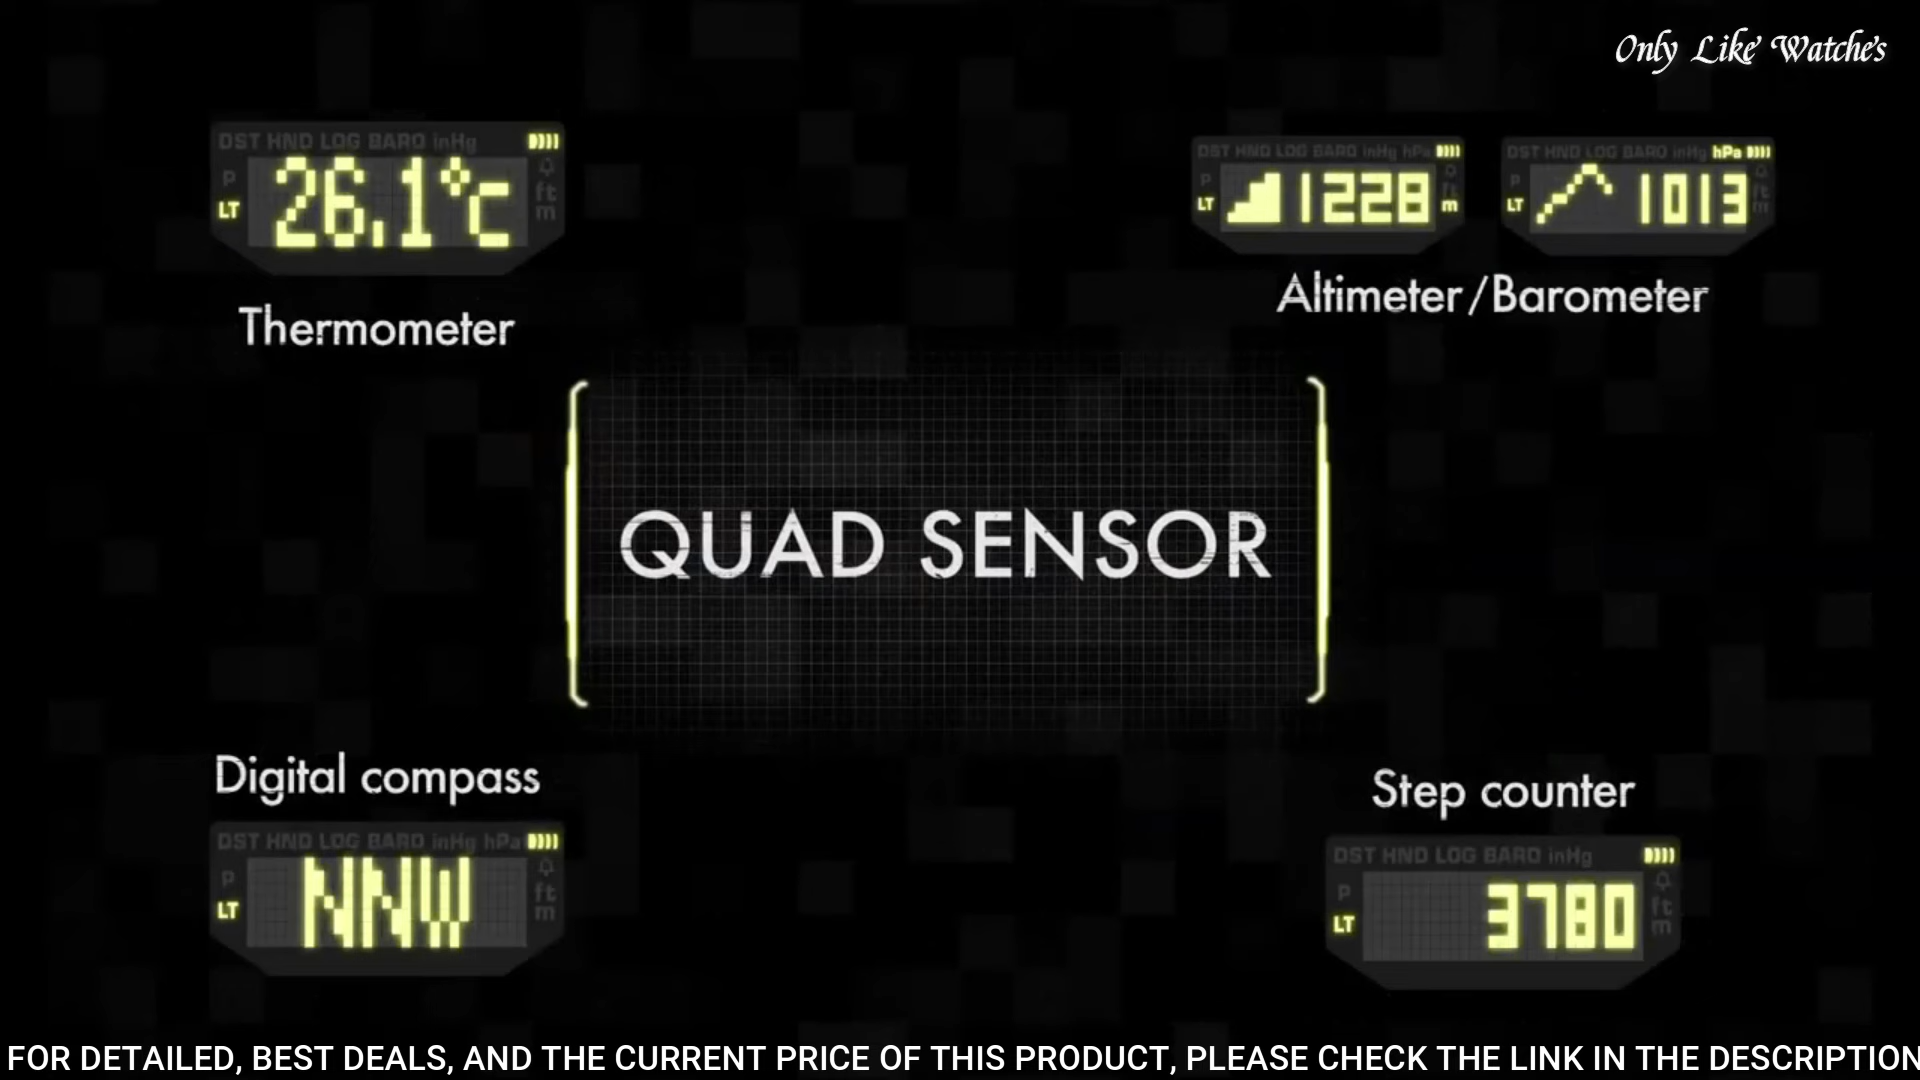 Only Like Watche's
DST HND LOG BARO inHg
P
LT
26.1°C
ft
m
Thermometer
DST HND LOG BARO inHg hPa
P
LT
1228
ft
m
DST HND LOG BARO inHg hPa
P
LT
1013
ft
m
Altimeter/Barometer
QUAD SENSOR
Digital compass
DST HND LOG BARO inHg hPa
P
LT
NNW
ft
m
Step counter
DST HND LOG BARO inHg
P
LT
3780
ft
m
FOR DETAILED, BEST DEALS, AND THE CURRENT PRICE OF THIS PRODUCT, PLEASE CHECK THE LINK IN THE DESCRIPTION